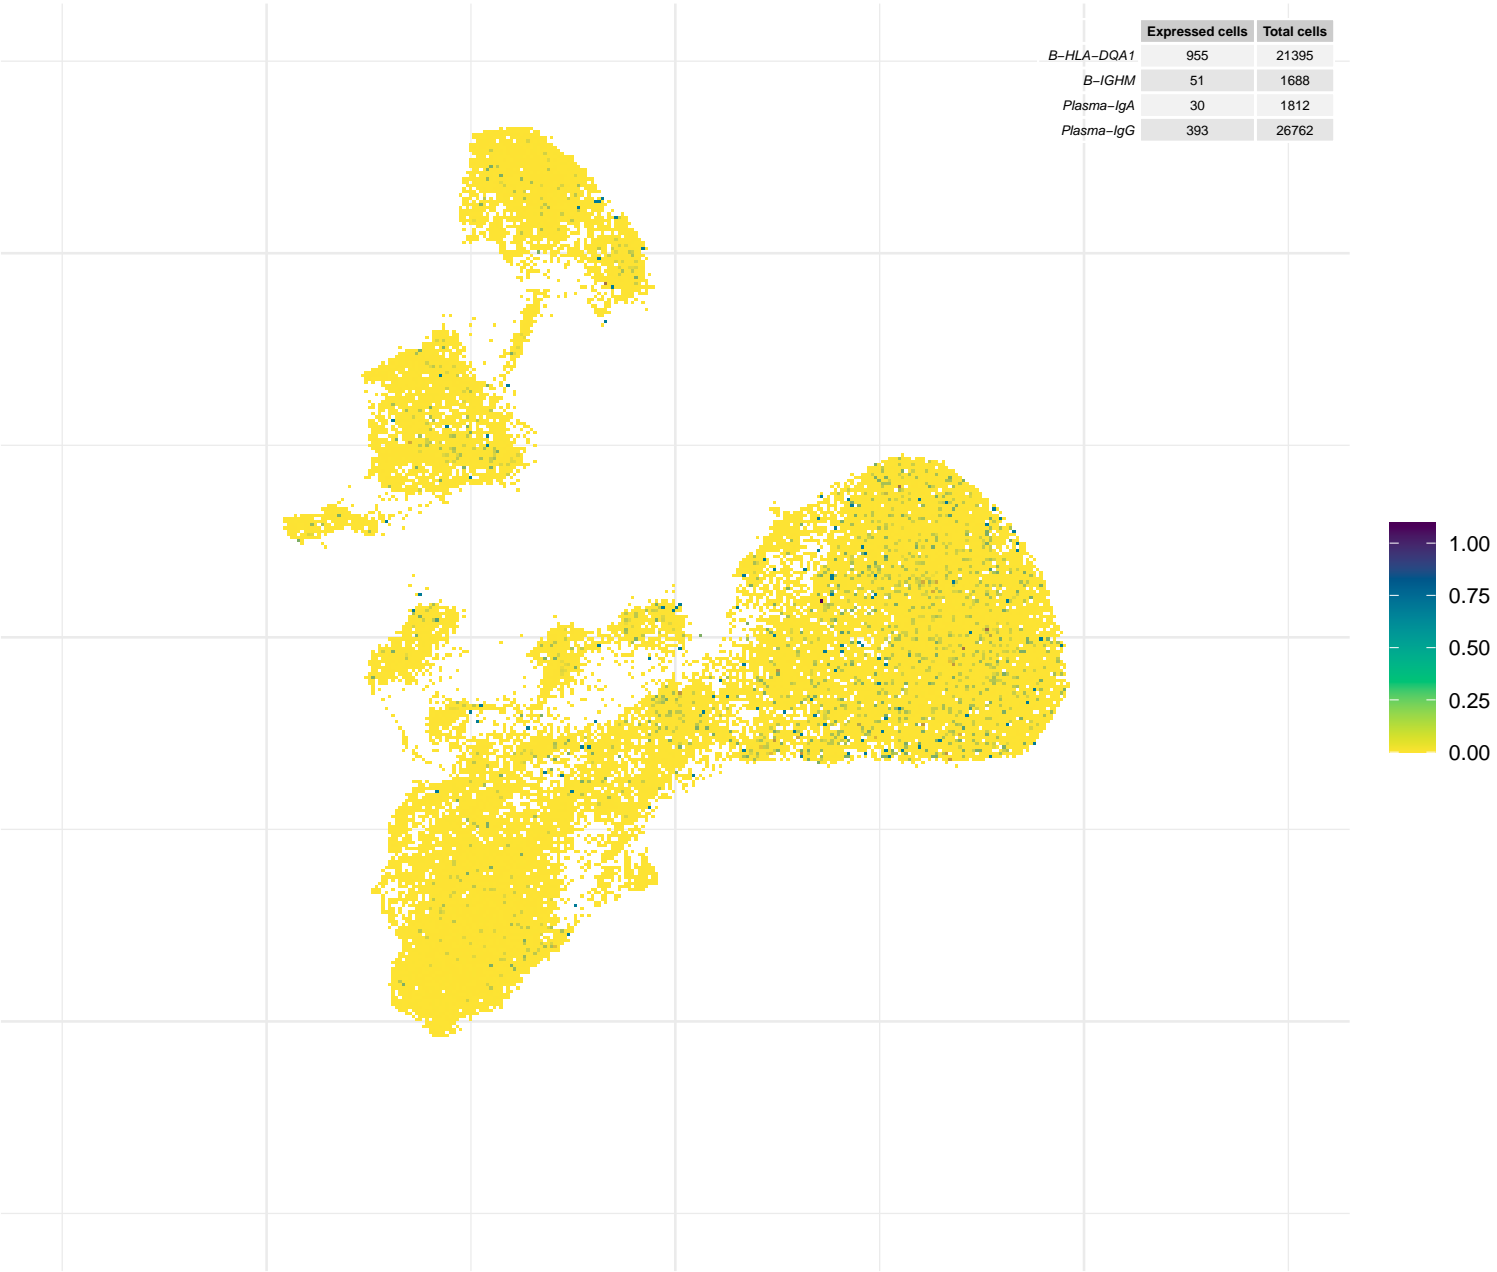 Expressed cells Total cells
B−HLA−DQA1 955 21395
B−IGHM 51 1688
Plasma−IgA 30 1812
Plasma−IgG 393 26762
1.00
0.75
0.50
0.25
0.00